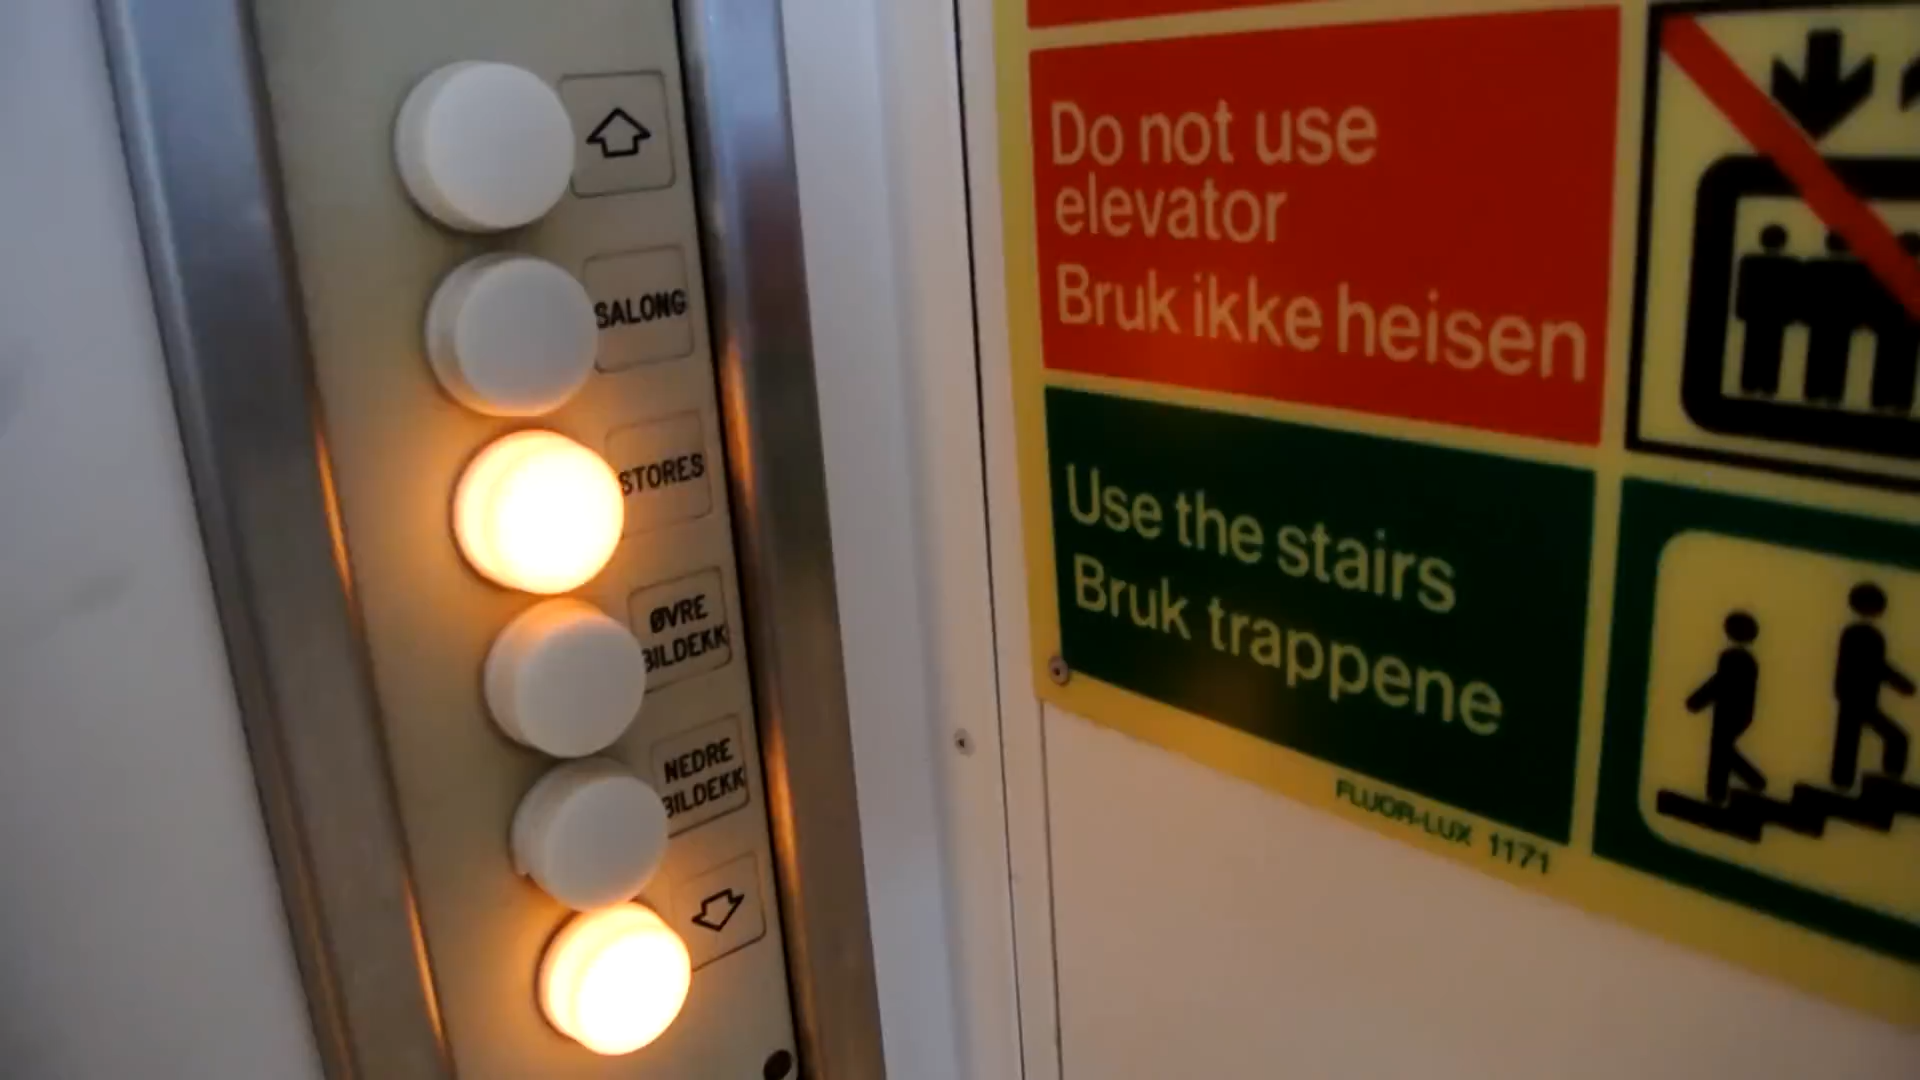 SALONG
STORES
ØVRE
BILDEKK
NEDRE
BILDEKK
Do not use
elevator
Bruk ikke heisen
Use the stairs
Bruk trappene
FLUOR-LUX 1171